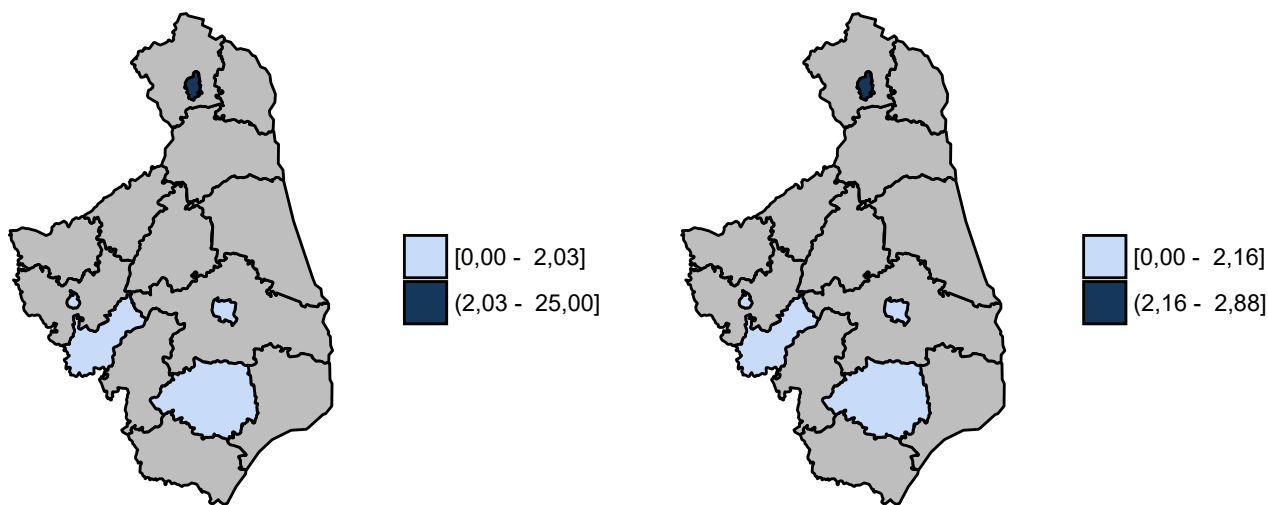 [0,00 - 2,03]
(2,03 - 25,00]
[0,00 - 2,16]
(2,16 - 2,88]